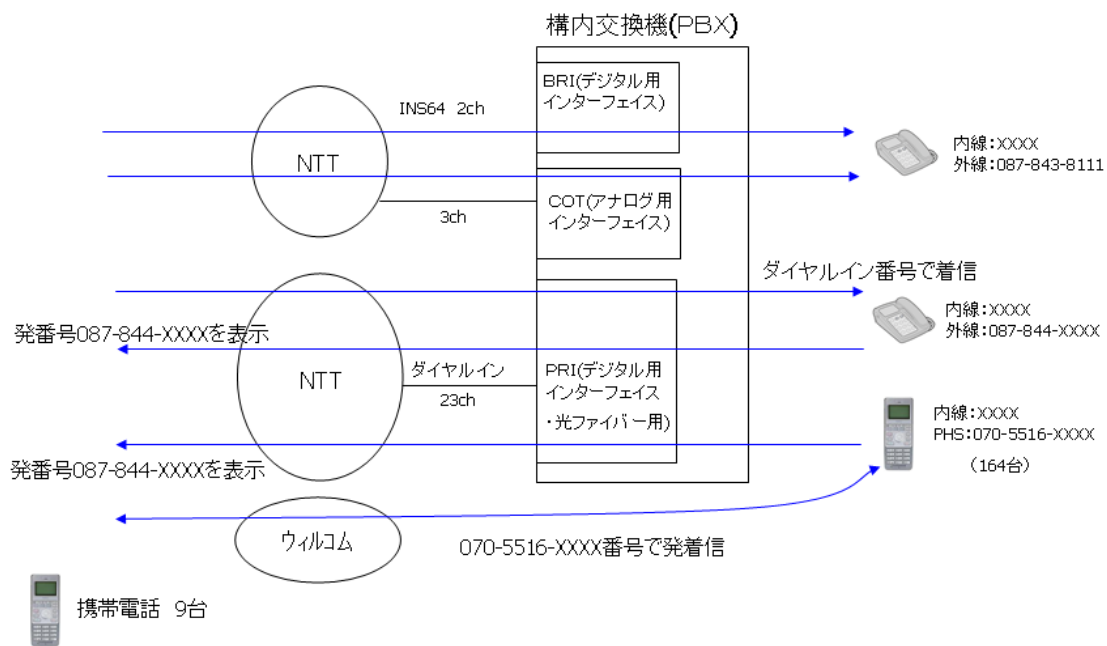 構内交換機(PBX)
BRI(デジタル用
インターフェイス)
INS64 2ch
NTT
内線:XXXX
外線:087-843-8111
COT(アナログ用
インターフェイス)
3ch
ダイヤルイン番号で着信
内線:XXXX
外線:087-844-XXXX
発番号087-844-XXXXを表示
NTT
ダイヤルイン
23ch
PRI(デジタル用
インターフェイス
・光ファイバー用)
内線:XXXX
PHS:070-5516-XXXX
(164台)
発番号087-844-XXXXを表示
ウィルコム
070-5516-XXXX番号で発着信
携帯電話 9台